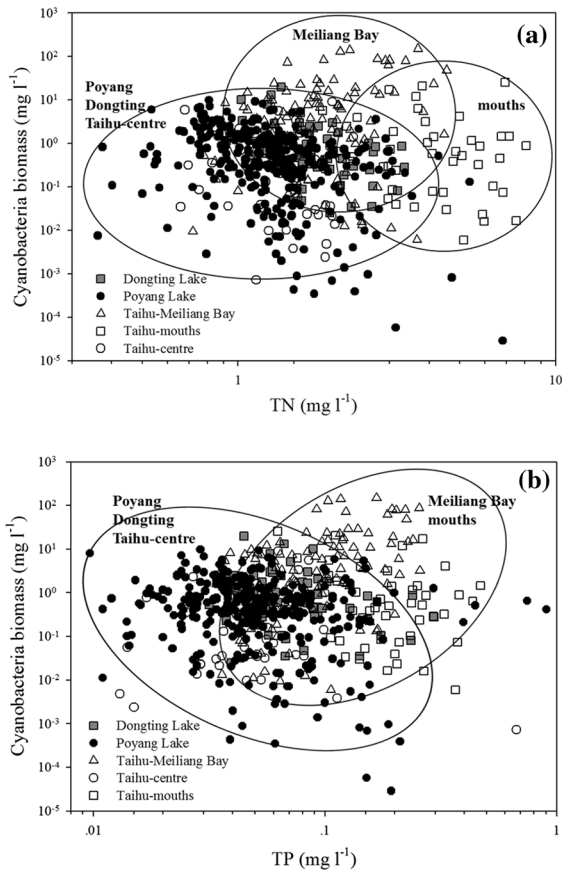 (a)
Meiliang Bay
Poyang
Dongting
Taihu-centre
mouths
Cyanobacteria biomass (mg l⁻¹)
10³
10²
10¹
10⁰
10⁻¹
10⁻²
10⁻³
10⁻⁴
10⁻⁵
Dongting Lake
Poyang Lake
Taihu-Meiliang Bay
Taihu-mouths
Taihu-centre
1
10
TN (mg l⁻¹)
(b)
Poyang
Dongting
Taihu-centre
Meiliang Bay
mouths
Cyanobacteria biomass (mg l⁻¹)
10³
10²
10¹
10⁰
10⁻¹
10⁻²
10⁻³
10⁻⁴
10⁻⁵
Dongting Lake
Poyang Lake
Taihu-Meiliang Bay
Taihu-centre
Taihu-mouths
.01
.1
1
TP (mg l⁻¹)